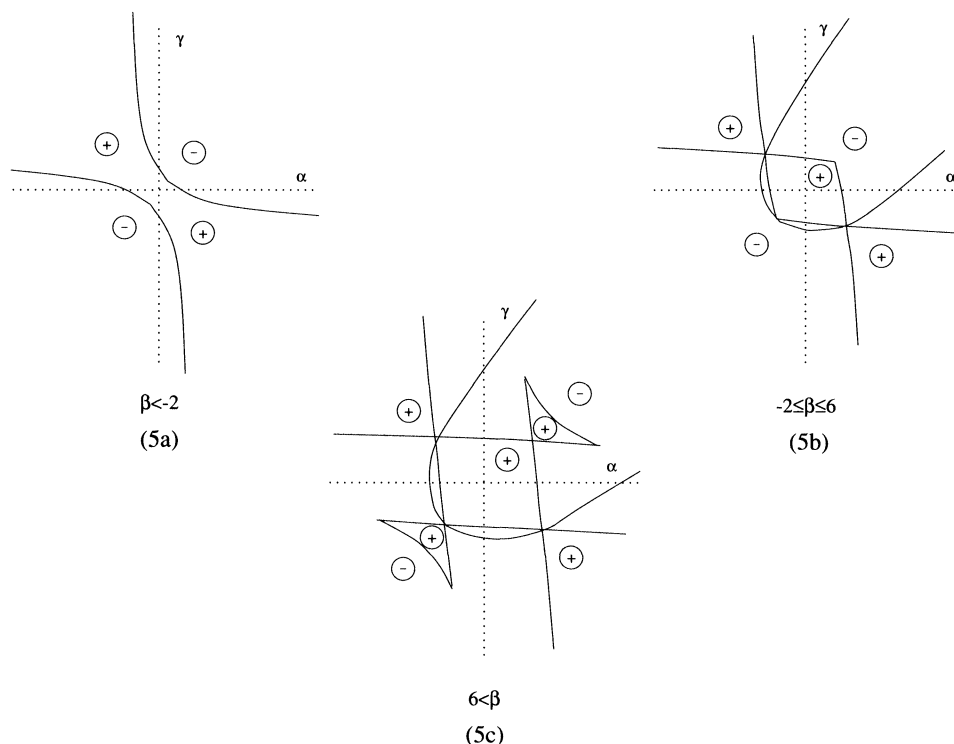 γ
+
-
α
-
+
β<-2
(5a)
γ
+
-
+
α
-
+
-2≤β≤6
(5b)
γ
-
+
+
+
α
+
-
+
6<β
(5c)